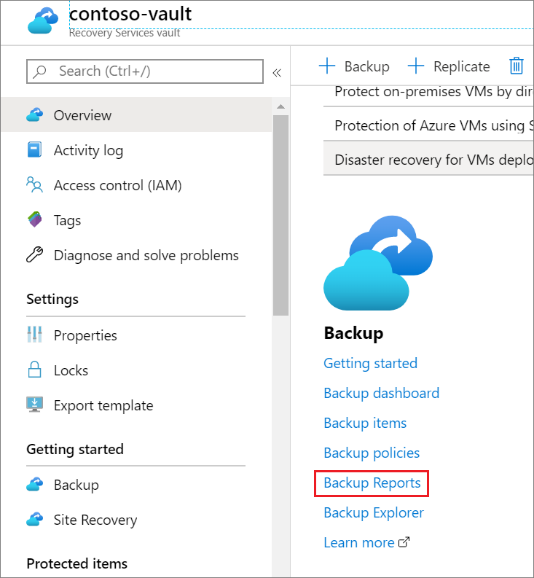 contoso-vault
Recovery Services vault
Search (Ctrl+/)
«
Overview
Activity log
Access control (IAM)
Tags
Diagnose and solve problems
Settings
Properties
Locks
Export template
Getting started
Backup
Site Recovery
Protected items
+ Backup + Replicate
Protect on-premises VMs by dire
Protection of Azure VMs using S
Disaster recovery for VMs deplo
Backup
Getting started
Backup dashboard
Backup items
Backup policies
Backup Reports
Backup Explorer
Learn more